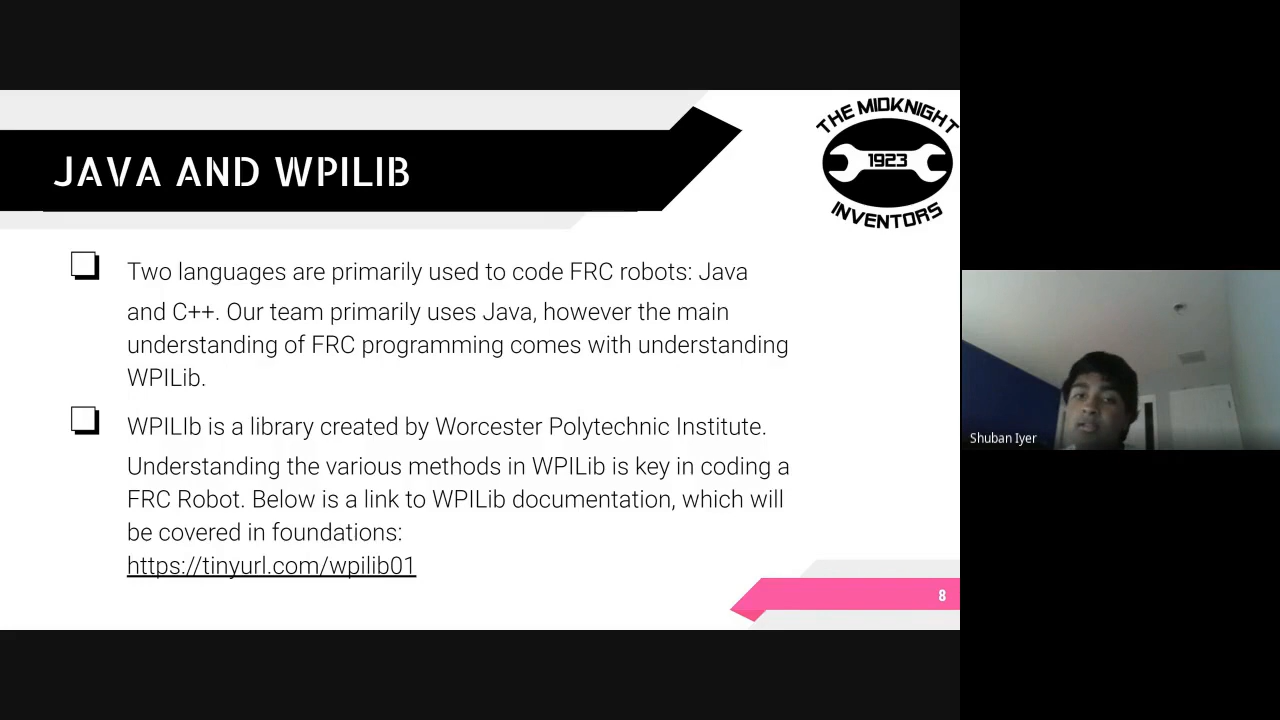 THE MIDKNIGHT
1923
INVENTORS
JAVA AND WPILIB
Two languages are primarily used to code FRC robots: Java
and C++. Our team primarily uses Java, however the main
understanding of FRC programming comes with understanding
WPILib.
WPILIb is a library created by Worcester Polytechnic Institute.
Understanding the various methods in WPILib is key in coding a
FRC Robot. Below is a link to WPILib documentation, which will
be covered in foundations:
https://tinyurl.com/wpilib01
8
Shuban Iyer